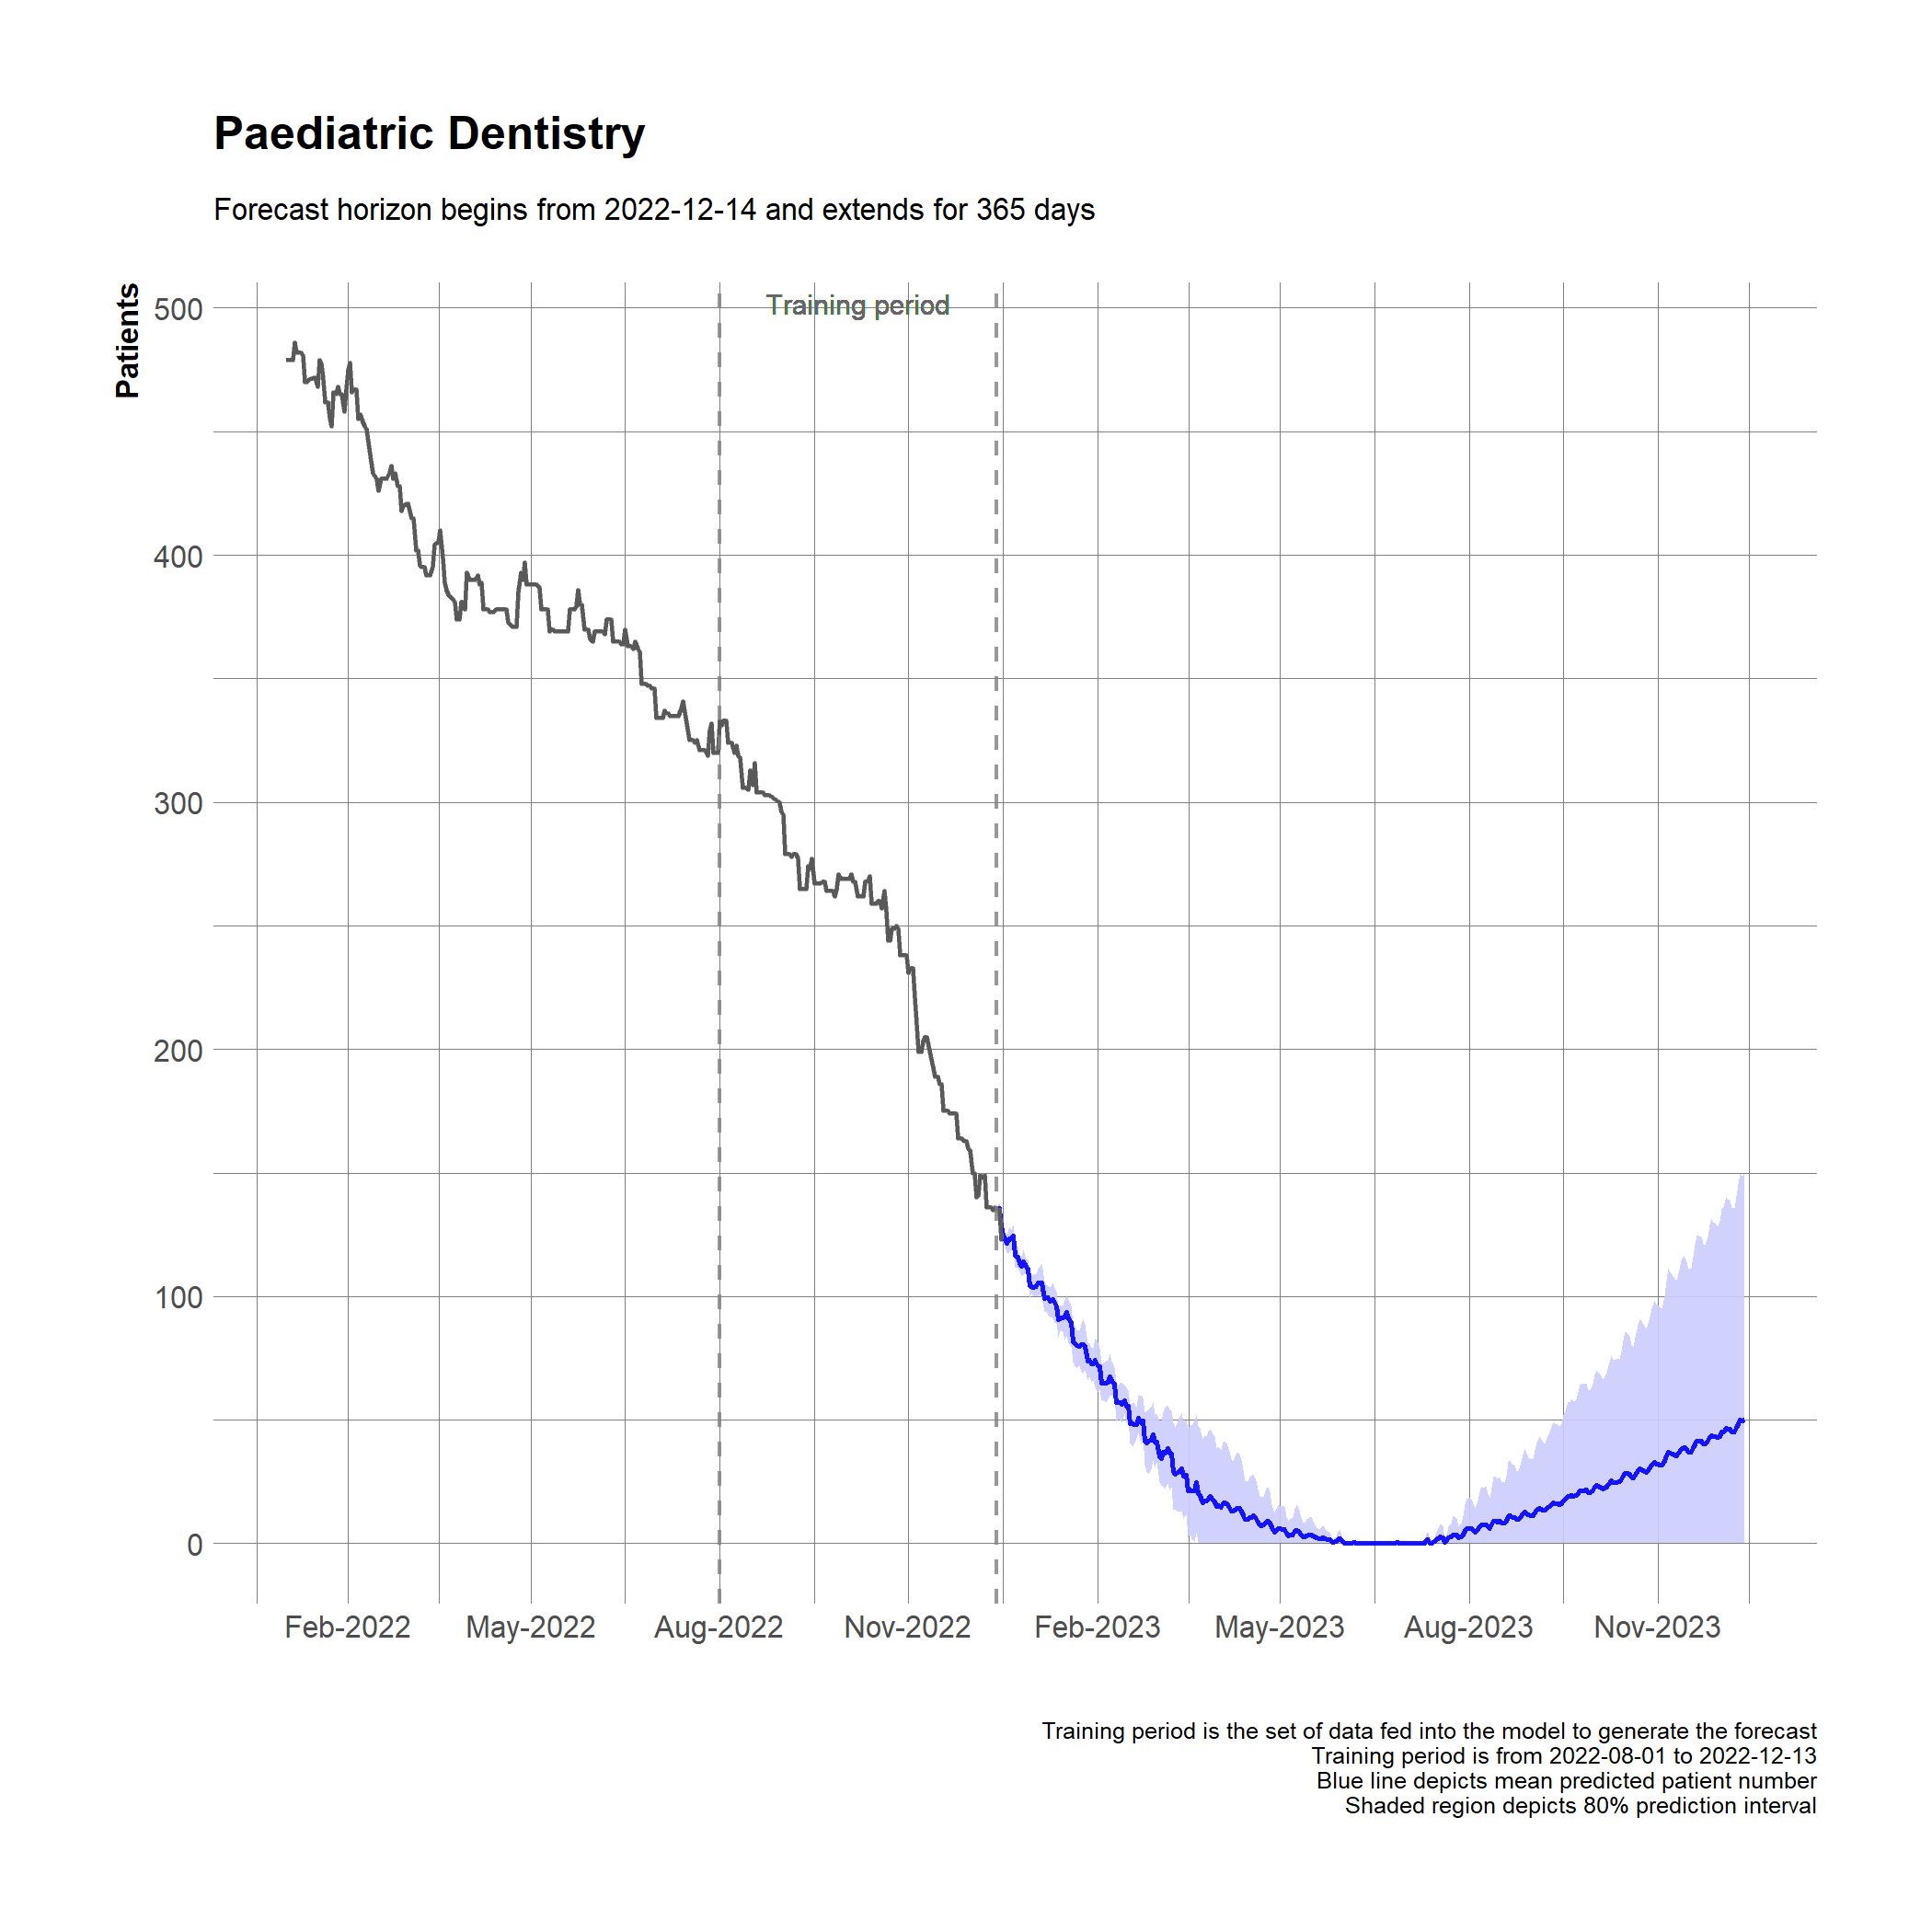 Paediatric Dentistry
Forecast horizon begins from 2022-12-14 and extends for 365 days
Patients
Training period
500
400
300
200
100
0
Feb-2022 May-2022 Aug-2022 Nov-2022 Feb-2023 May-2023 Aug-2023 Nov-2023
Training period is the set of data fed into the model to generate the forecast
Training period is from 2022-08-01 to 2022-12-13
Blue line depicts mean predicted patient number
Shaded region depicts 80% prediction interval